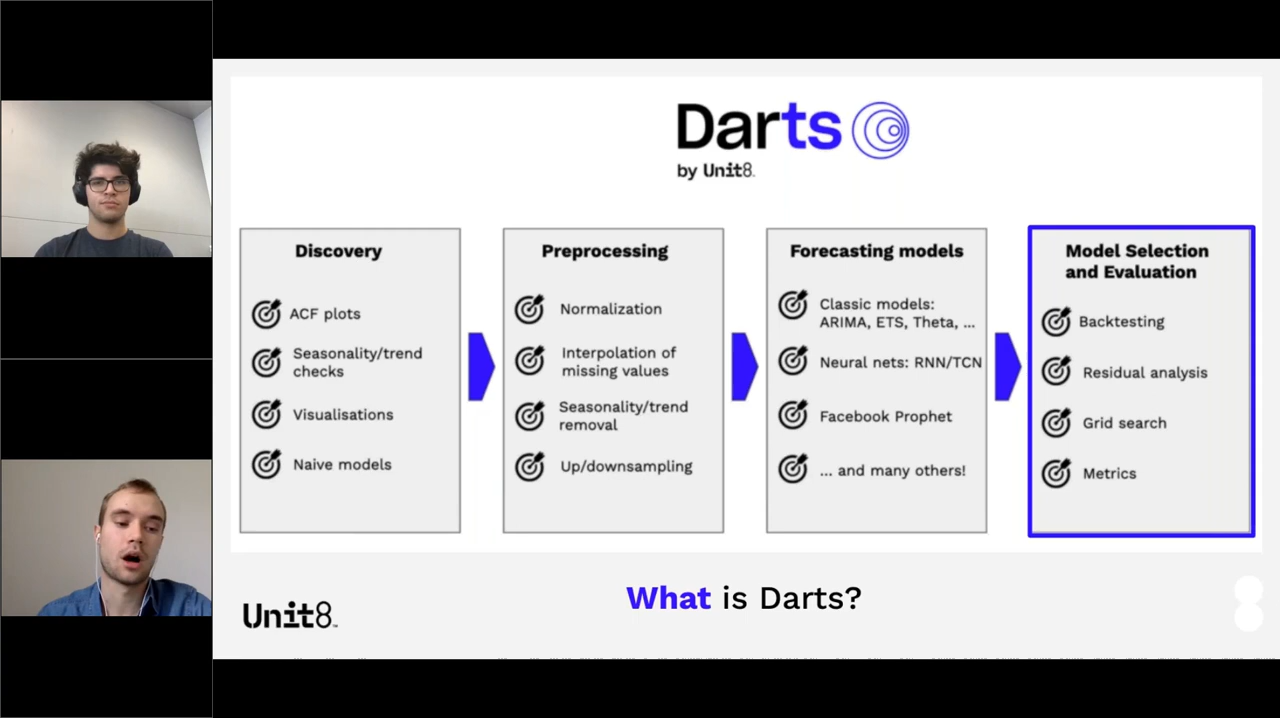 Darts
by Unit8.
Discovery
ACF plots
Seasonality/trend
checks
Visualisations
Naive models
Preprocessing
Normalization
Interpolation of
missing values
Seasonality/trend
removal
Up/downsampling
Forecasting models
Classic models:
ARIMA, ETS, Theta, ...
Neural nets: RNN/TCN
Facebook Prophet
... and many others!
Model Selection
and Evaluation
Backtesting
Residual analysis
Grid search
Metrics
What is Darts?
Unit8